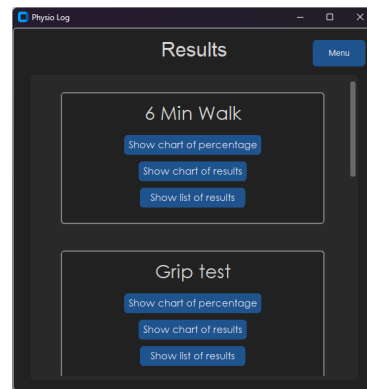 Physio Log
Results
Menu
6 Min Walk
Show chart of percentage
Show chart of results
Show list of results
Grip test
Show chart of percentage
Show chart of results
Show list of results